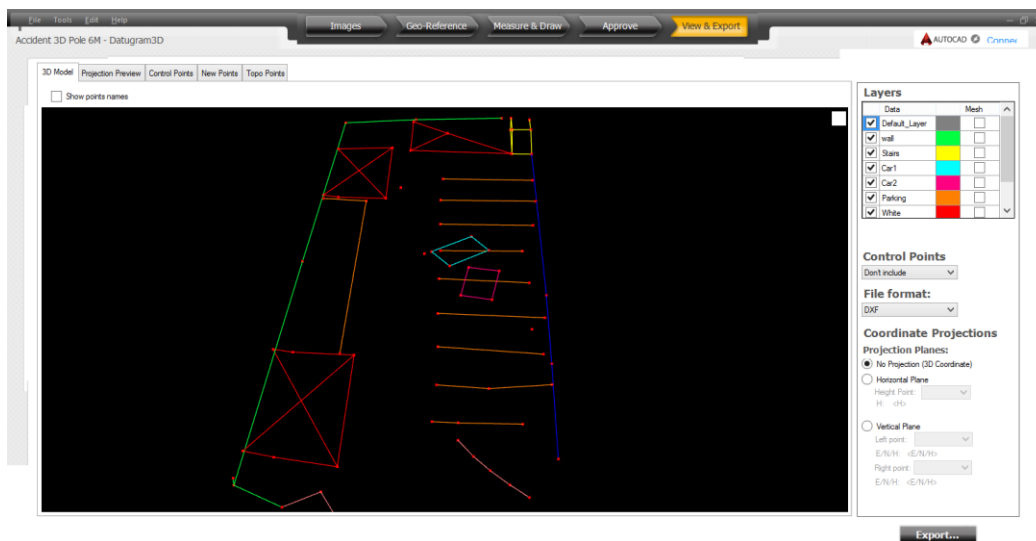 File Tools Edit Help
Images Geo-Reference Measure & Draw Approve View & Export
Accident 3D Pole 6M - Datugram3D
AUTOCAD Connec
3D Model Projection Preview Control Points New Points Topo Points
Show points names
Layers
Data Mesh
Default_Layer
wall
Stairs
Car1
Car2
Parking
White
Control Points
Don't include
File format:
DXF
Coordinate Projections
Projection Planes:
No Projection (3D Coordinate)
Horizontal Plane
Height Point:
H: <H>
Vertical Plane
Left point:
E/N/H: <E/N/H>
Right point:
E/N/H: <E/N/H>
Export...